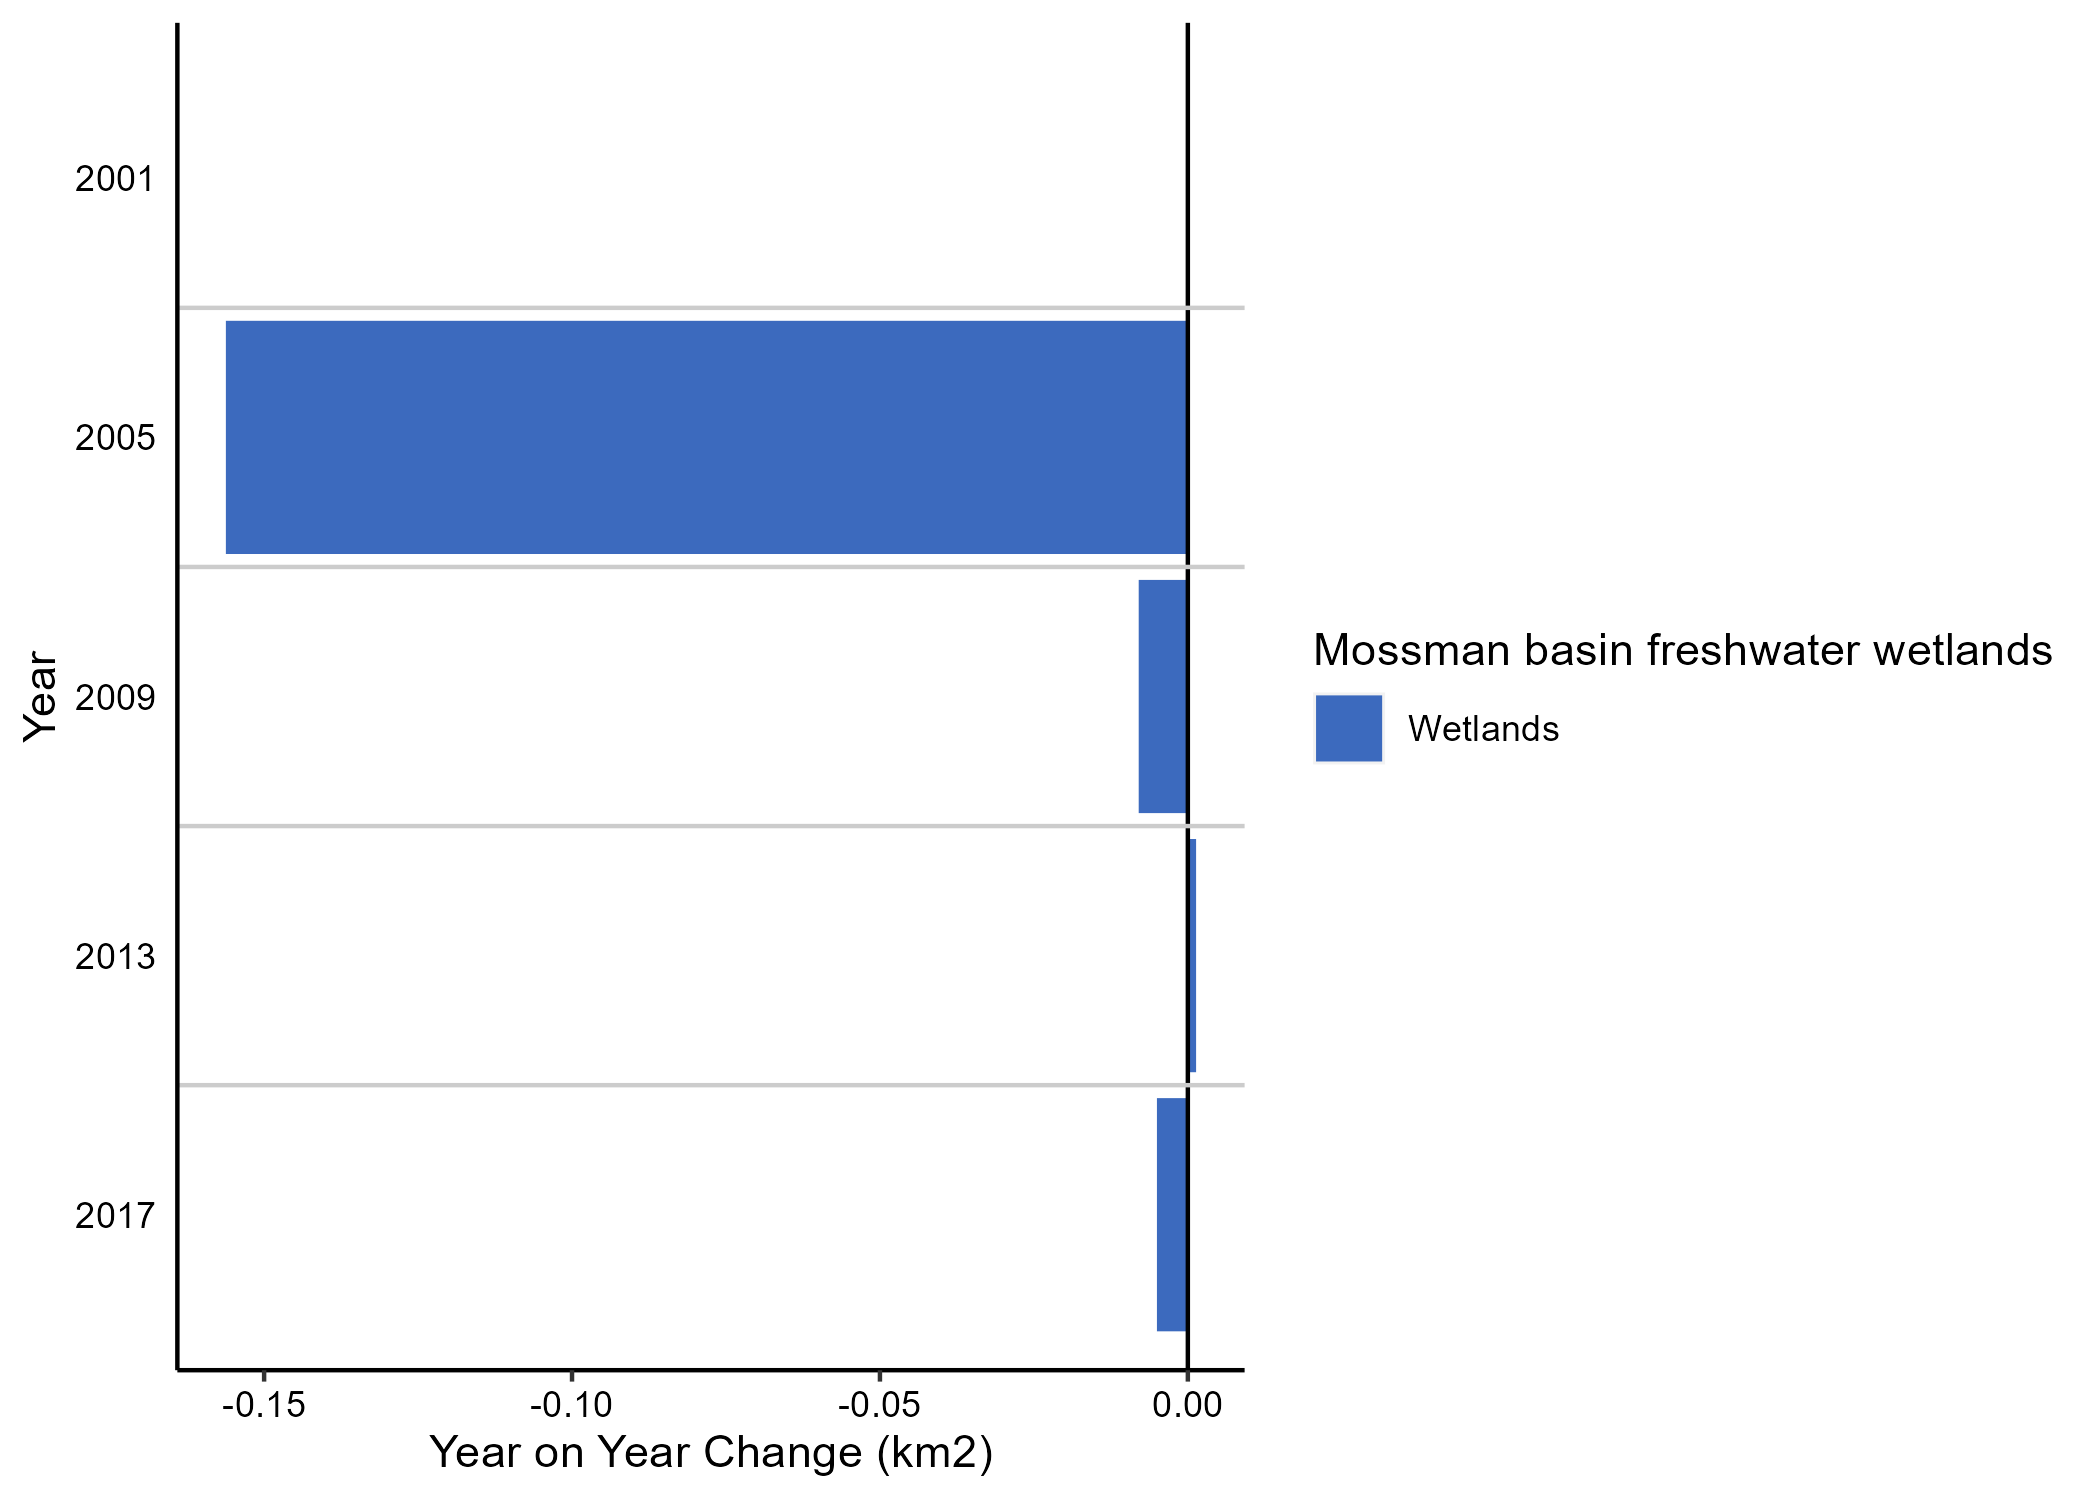 2001
2005
2009
2013
2017
Year
-0.15 -0.10 -0.05 0.00
Year on Year Change (km2)
Mossman basin freshwater wetlands
Wetlands